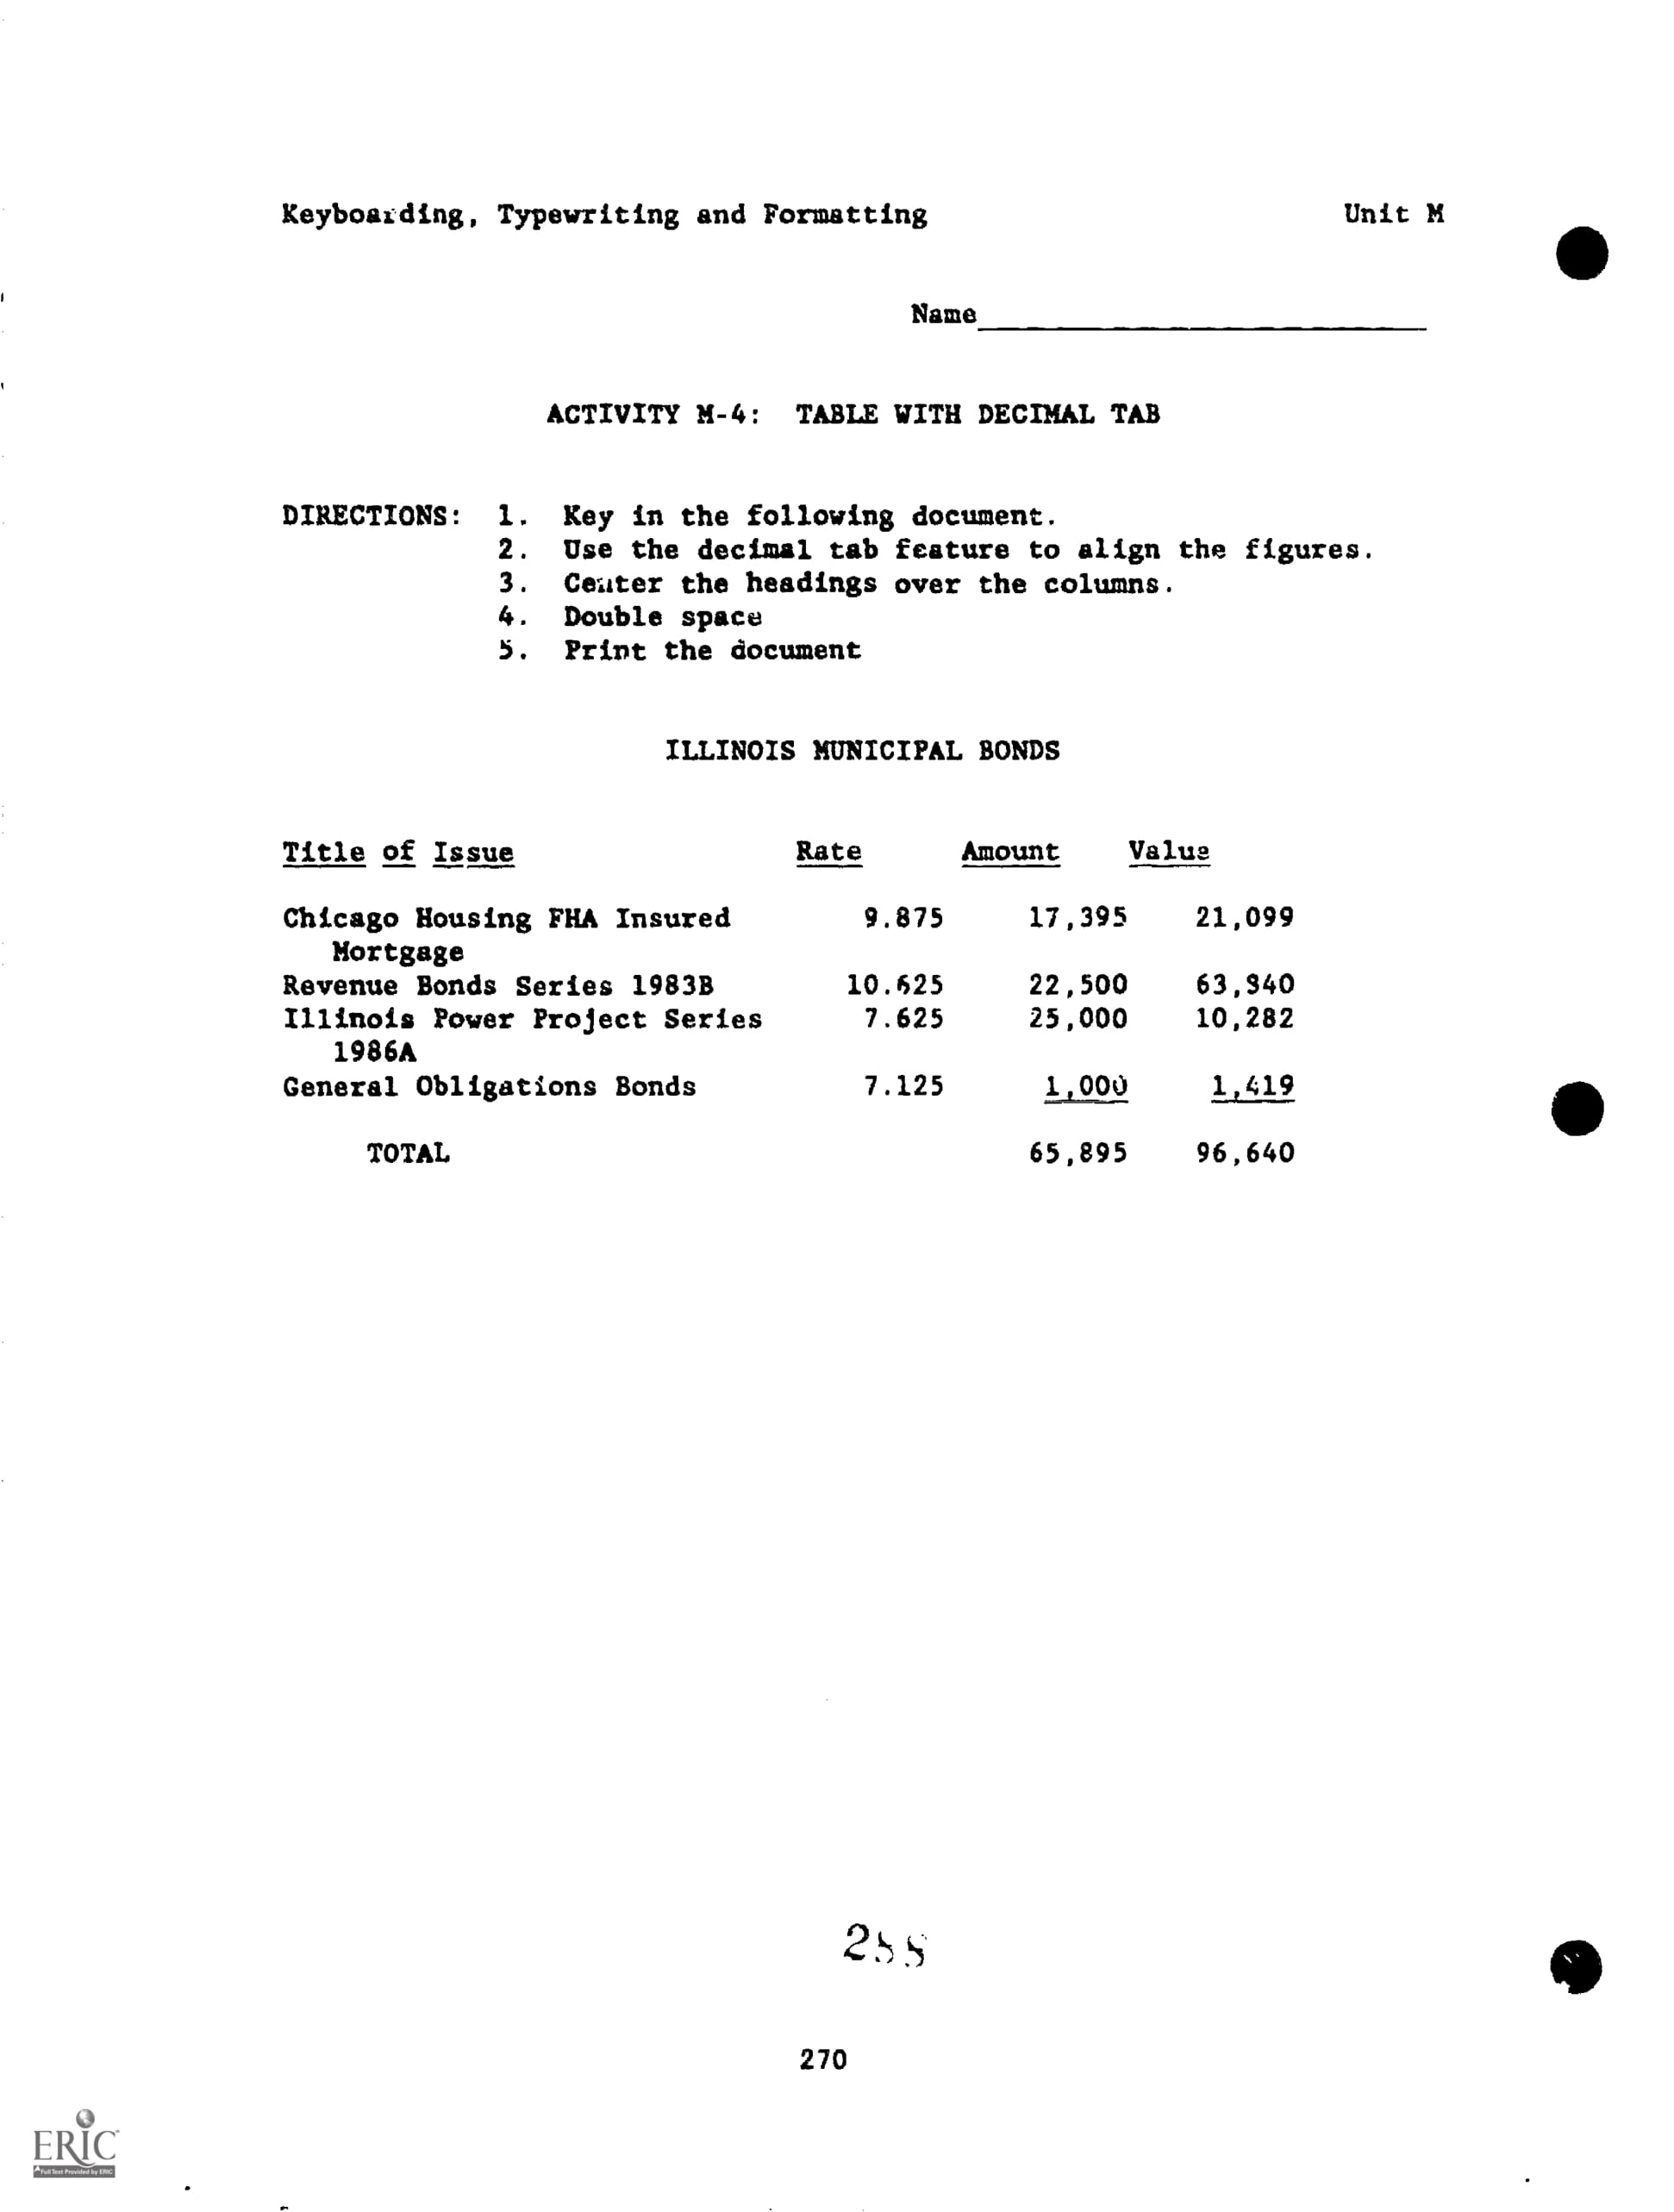 Keyboarding, Typewriting and Formatting Unit M
Name
ACTIVITY M-4: TABLE WITH DECIMAL TAB
DIRECTIONS: 1. Key in the following document.
2. Use the decimal tab feature to align the figures.
3. Center the headings over the columns.
4. Double space
5. Print the document
ILLINOIS MUNICIPAL BONDS
Title of Issue Rate Amount Value
Chicago Housing FHA Insured 9.875 17,395 21,099
Mortgage
Revenue Bonds Series 1983B 10.625 22,500 63,840
Illinois Power Project Series 7.625 25,000 10,282
1986A
General Obligations Bonds 7.125 1,000 1,419
TOTAL 65,895 96,640
288
270
ERIC
Full Text Provided by ERIC